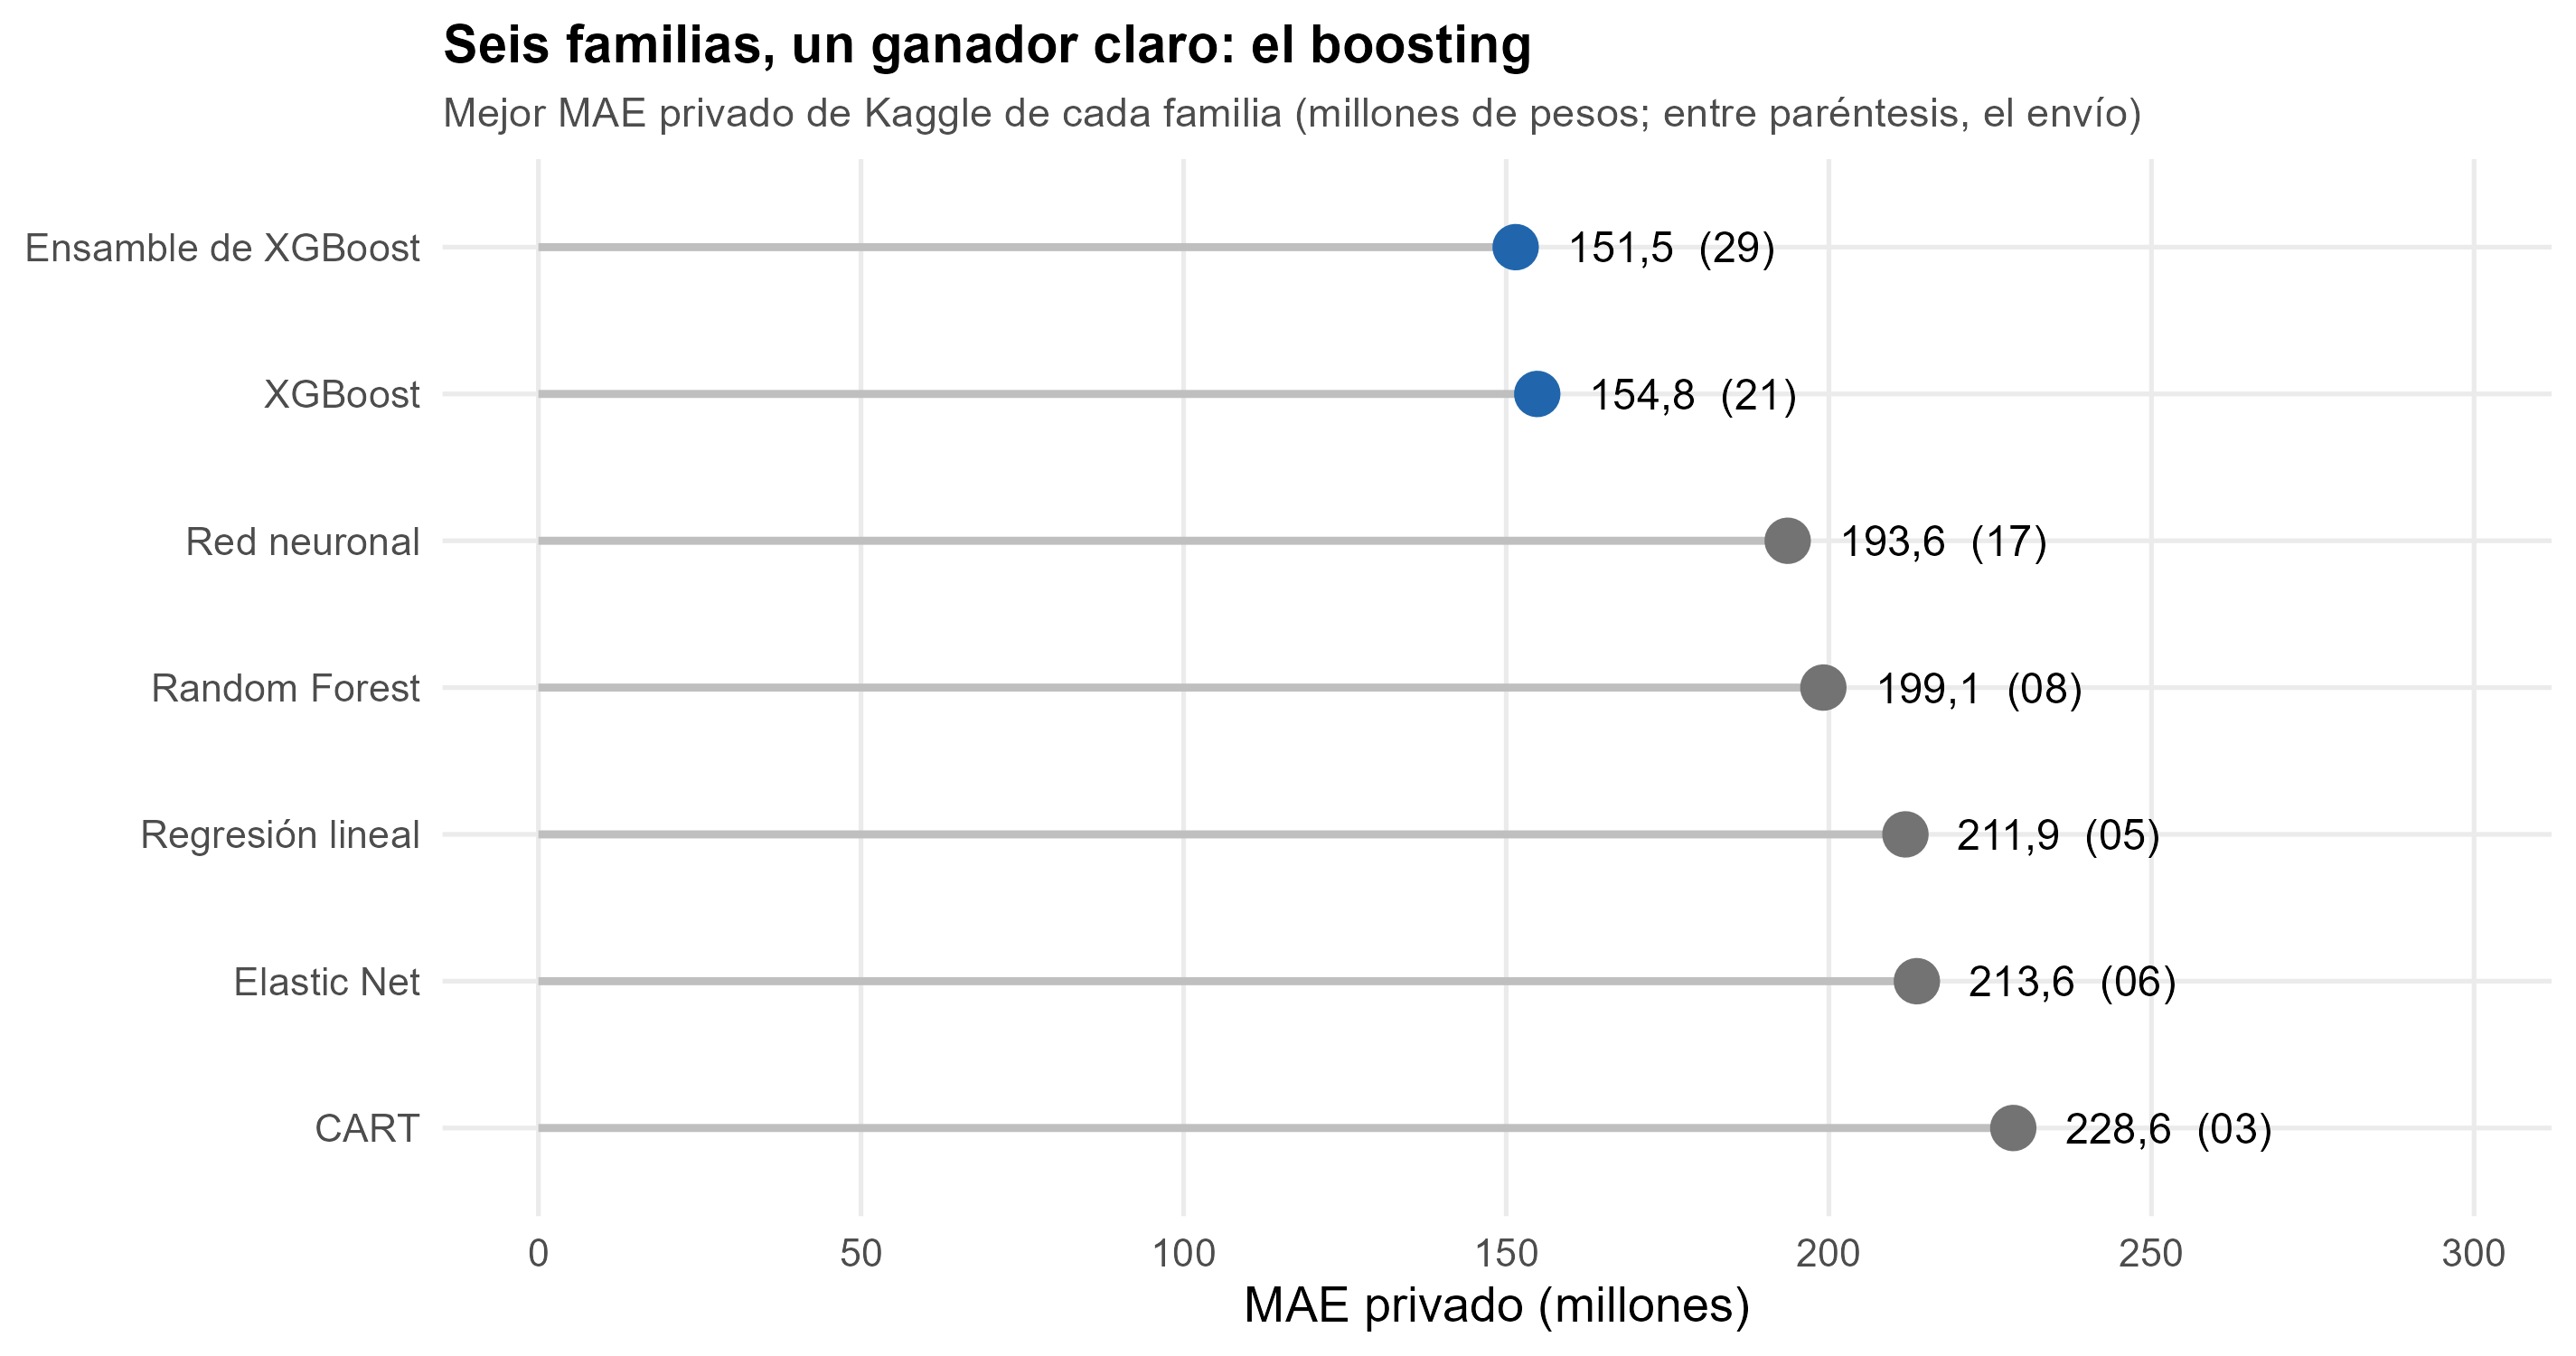 Seis familias, un ganador claro: el boosting
Mejor MAE privado de Kaggle de cada familia (millones de pesos; entre paréntesis, el envío)
Ensamble de XGBoost 151,5 (29)
XGBoost 154,8 (21)
Red neuronal 193,6 (17)
Random Forest 199,1 (08)
Regresión lineal 211,9 (05)
Elastic Net 213,6 (06)
CART 228,6 (03)
0 50 100 150 200 250 300
MAE privado (millones)